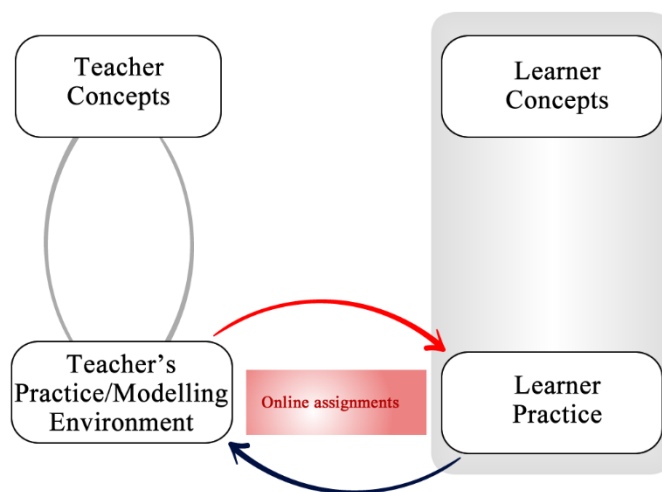 Teacher
Concepts
Learner
Concepts
Teacher’s
Practice/Modelling
Environment
Online assignments
Learner
Practice